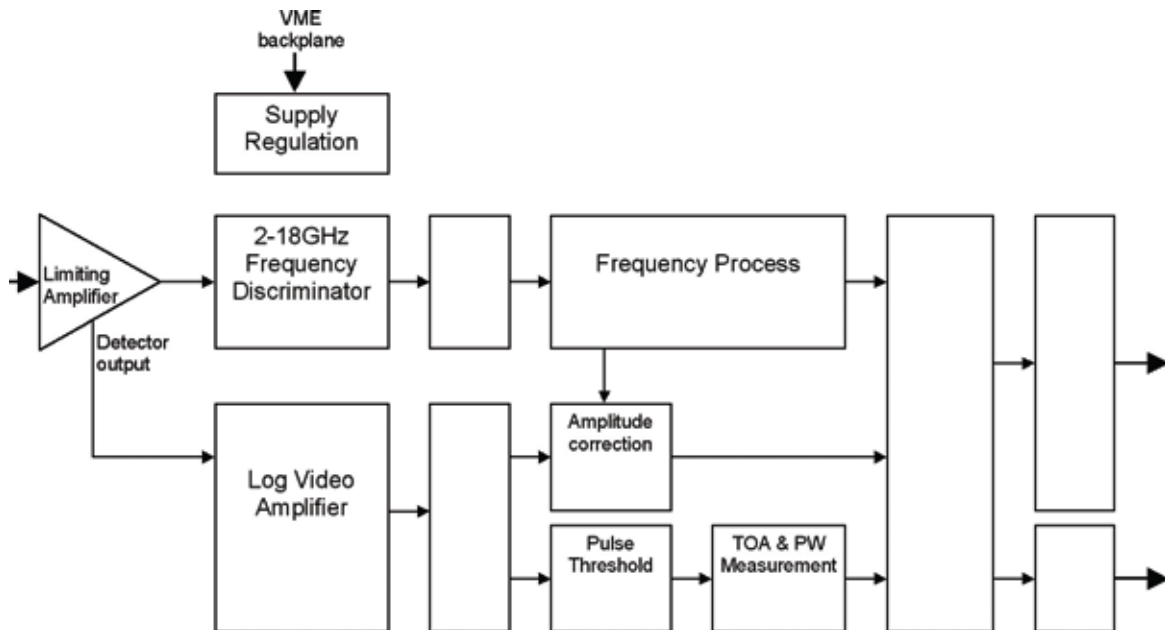 VME
backplane
Supply
Regulation
Limiting
Amplifier
2-18GHz
Frequency
Discriminator
Frequency Process
Detector
output
Log Video
Amplifier
Amplitude
correction
Pulse
Threshold
TOA & PW
Measurement